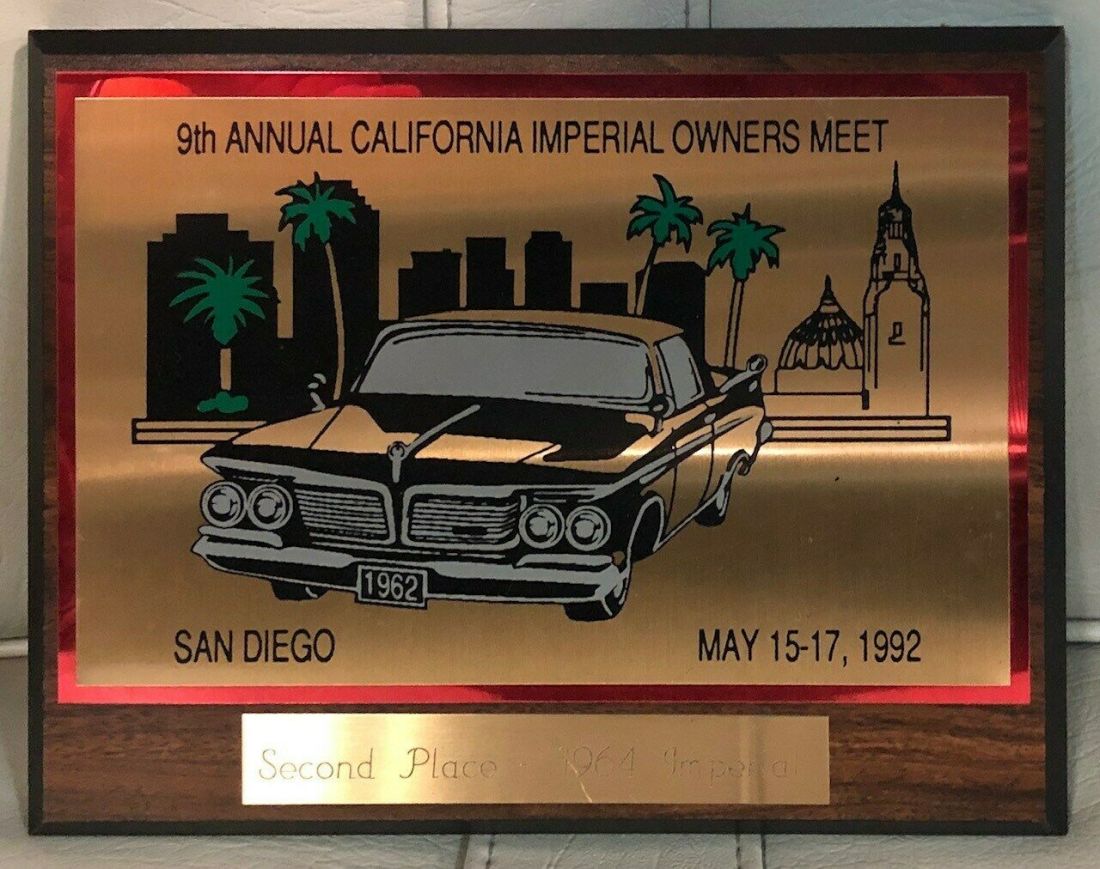 9th ANNUAL CALIFORNIA IMPERIAL OWNERS MEET
1962
SAN DIEGO
MAY 15-17, 1992
Second Place - 1964 Imperial